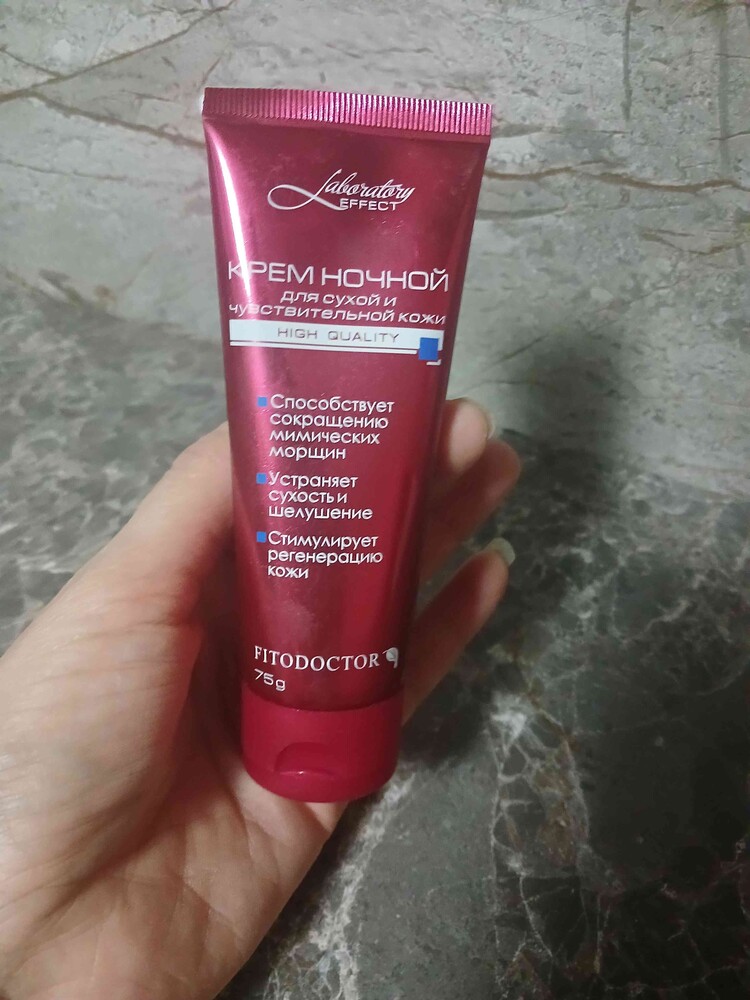 Laboratory
EFFECT
КРЕМ НОЧНОЙ
для сухой и
чувствительной кожи
HIGH QUALITY
Способствует
сокращению
мимических
морщин
Устраняет
сухость и
шелушение
Стимулирует
регенерацию
кожи
FITODOCTOR
75g